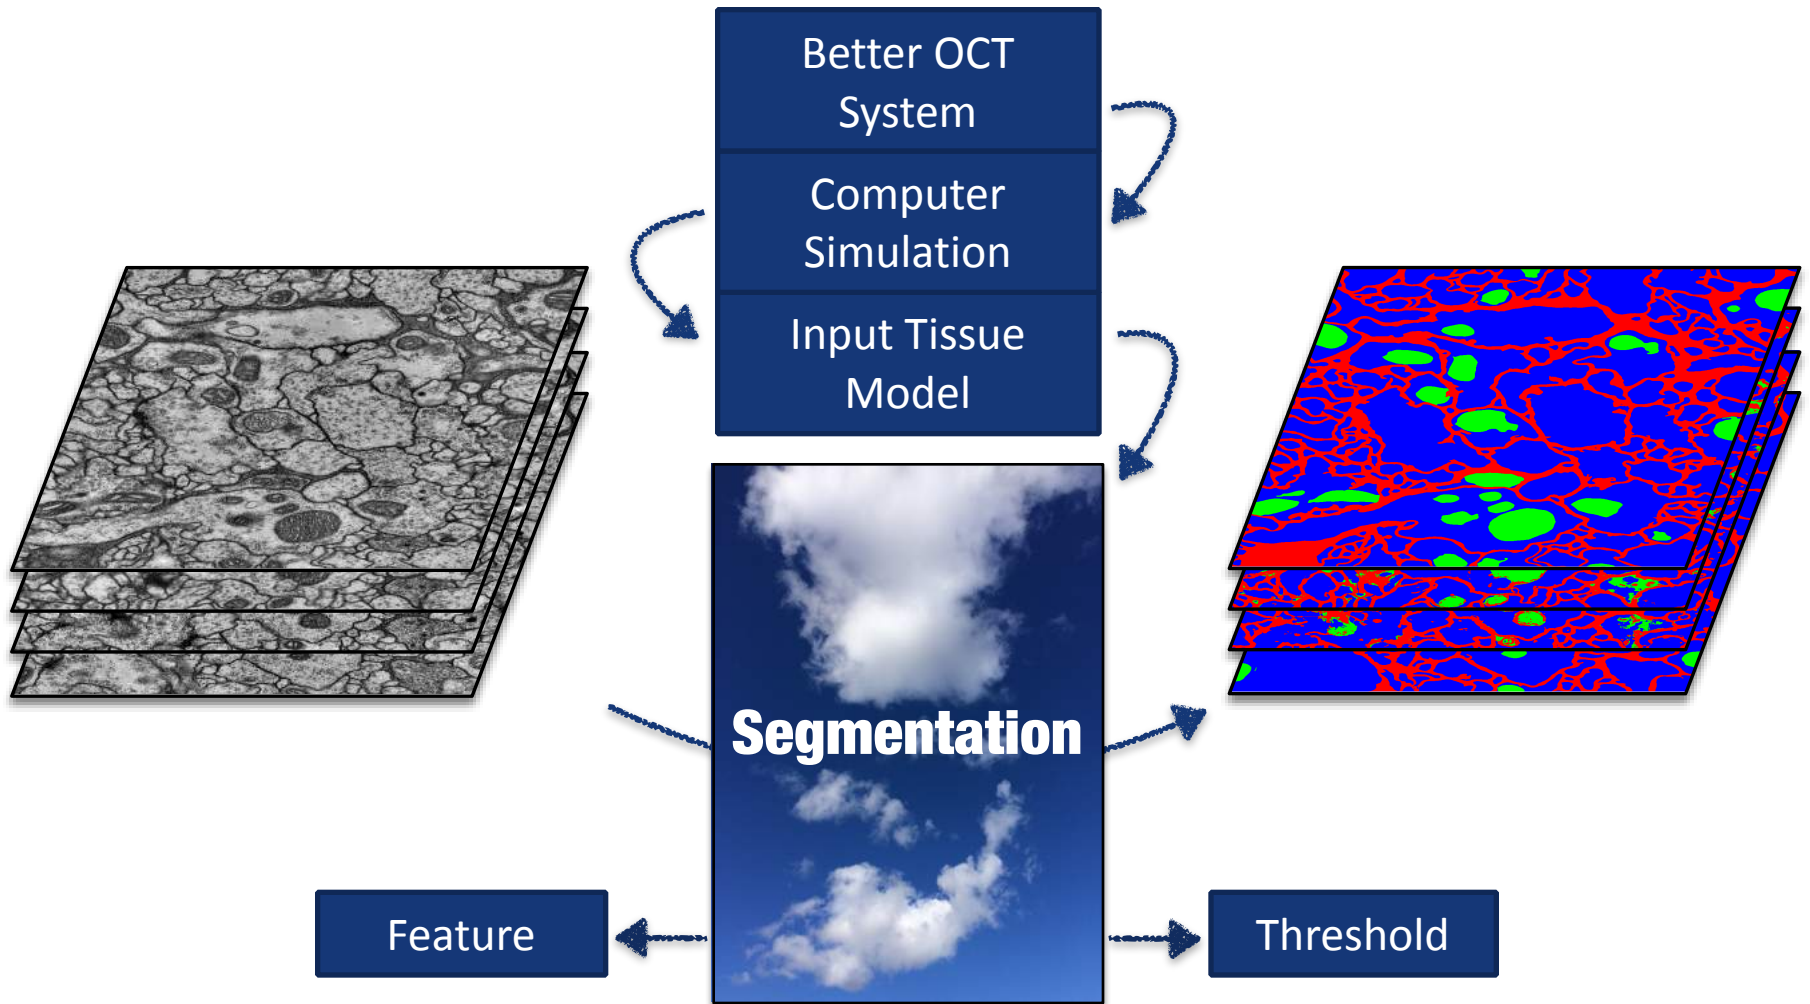 Better OCT
System
Computer
Simulation
Input Tissue
Model
Segmentation
Feature
Threshold